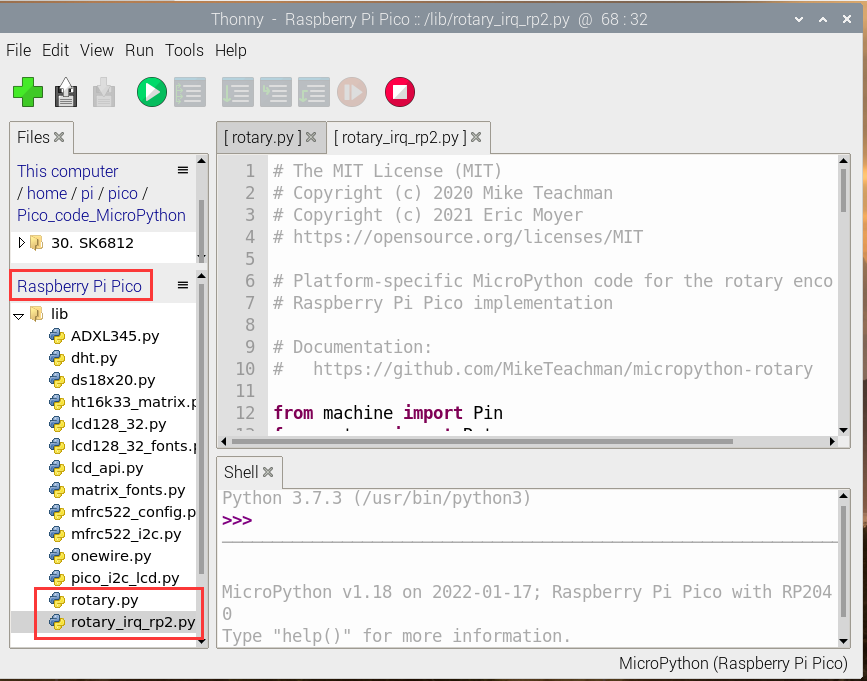 Thonny - Raspberry Pi Pico :: /lib/rotary_irq_rp2.py @ 68 : 32
File Edit View Run Tools Help
Files
This computer
/ home / pi / pico /
Pico_code_MicroPython
30. SK6812
Raspberry Pi Pico
lib
ADXL345.py
dht.py
ds18x20.py
ht16k33_matrix.p
lcd128_32.py
lcd128_32_fonts.p
lcd_api.py
matrix_fonts.py
mfrc522_config.p
mfrc522_i2c.py
onewire.py
pico_i2c_lcd.py
rotary.py
rotary_irq_rp2.py
[ rotary.py ] [ rotary_irq_rp2.py ]
1 # The MIT License (MIT)
2 # Copyright (c) 2020 Mike Teachman
3 # Copyright (c) 2021 Eric Moyer
4 # https://opensource.org/licenses/MIT
5
6 # Platform-specific MicroPython code for the rotary enco
7 # Raspberry Pi Pico implementation
8
9 # Documentation:
10 #   https://github.com/MikeTeachman/micropython-rotary
11
12 from machine import Pin
Shell
Python 3.7.3 (/usr/bin/python3)
>>>
MicroPython v1.18 on 2022-01-17; Raspberry Pi Pico with RP204
0
Type "help()" for more information.
MicroPython (Raspberry Pi Pico)